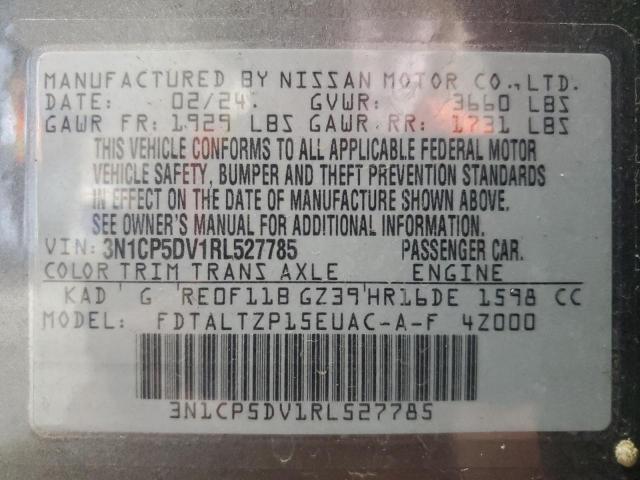 MANUFACTURED BY NISSAN MOTOR CO., LTD.
DATE: 02/24. GVWR: 3660 LBS
GAWR FR: 1929 LBS GAWR RR: 1731 LBS
THIS VEHICLE CONFORMS TO ALL APPLICABLE FEDERAL MOTOR
VEHICLE SAFETY, BUMPER AND THEFT PREVENTION STANDARDS
IN EFFECT ON THE DATE OF MANUFACTURE SHOWN ABOVE.
SEE OWNER'S MANUAL FOR ADDITIONAL INFORMATION.
VIN: 3N1CP5DV1RL527785 PASSENGER CAR.
COLOR TRIM TRANS AXLE ENGINE
KAD G RE0F11B GZ39 HR16DE 1598 CC
MODEL: FDTALTZP15EUAC-A-F 4Z000
3N1CP5DV1RL527785